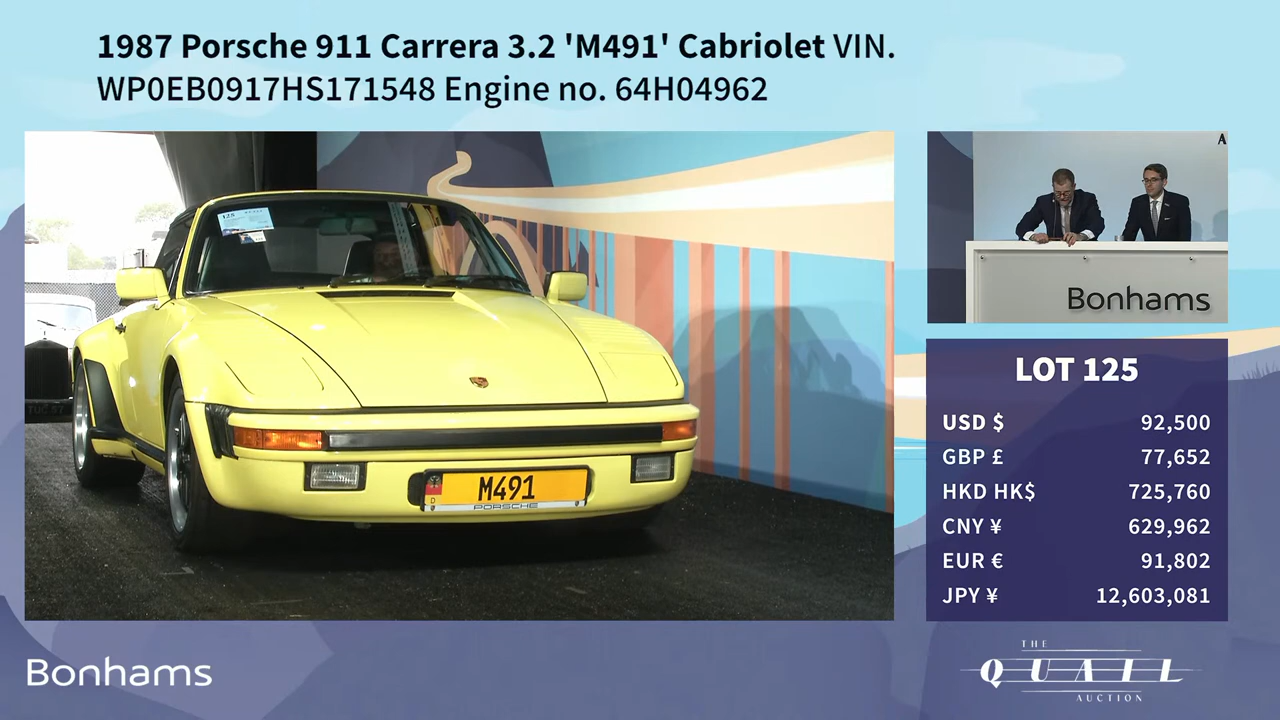 1987 Porsche 911 Carrera 3.2 'M491' Cabriolet VIN.
WP0EB0917HS171548 Engine no. 64H04962
125
M491
D
PORSCHE
A
Bonhams
LOT 125
USD $ 92,500
GBP £ 77,652
HKD HK$ 725,760
CNY ¥ 629,962
EUR € 91,802
JPY ¥ 12,603,081
Bonhams
THE
QUAIL
AUCTION